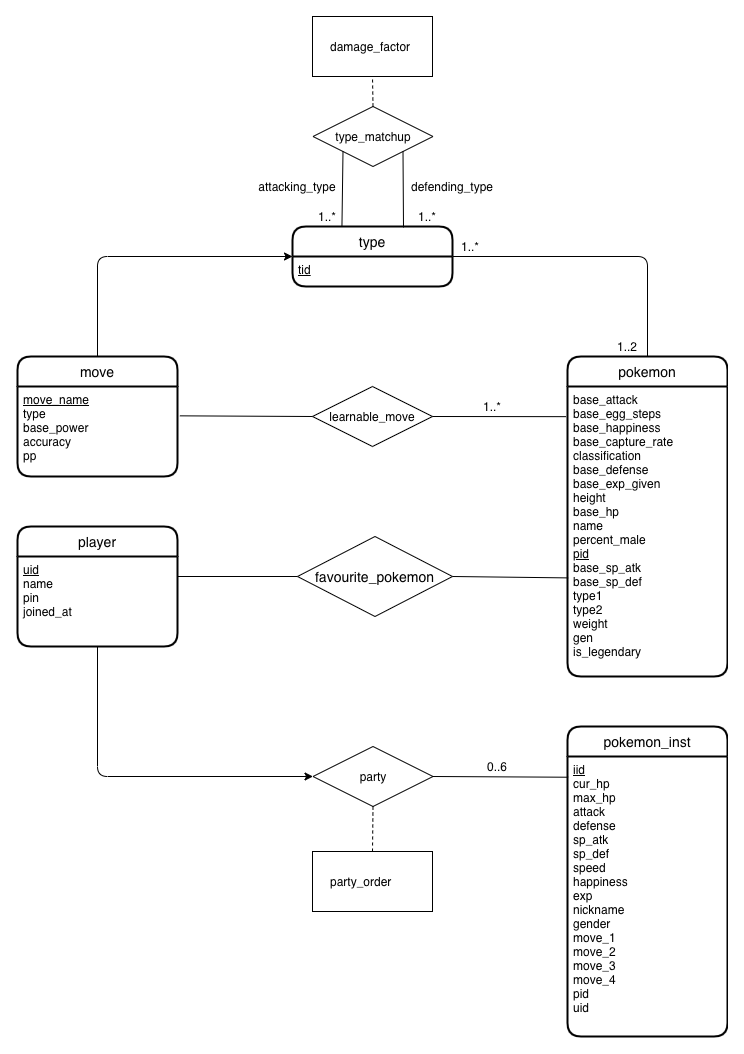 damage_factor
type_matchup
attacking_type
defending_type
1..*
1..*
type
1..*
tid
1..2
move
pokemon
move_name
type
base_power
accuracy
pp
learnable_move
1..*
base_attack
base_egg_steps
base_happiness
base_capture_rate
classification
base_defense
base_exp_given
height
base_hp
name
percent_male
pid
base_sp_atk
base_sp_def
type1
type2
weight
gen
is_legendary
player
uid
name
pin
joined_at
favourite_pokemon
party
0..6
party_order
pokemon_inst
iid
cur_hp
max_hp
attack
defense
sp_atk
sp_def
speed
happiness
exp
nickname
gender
move_1
move_2
move_3
move_4
pid
uid